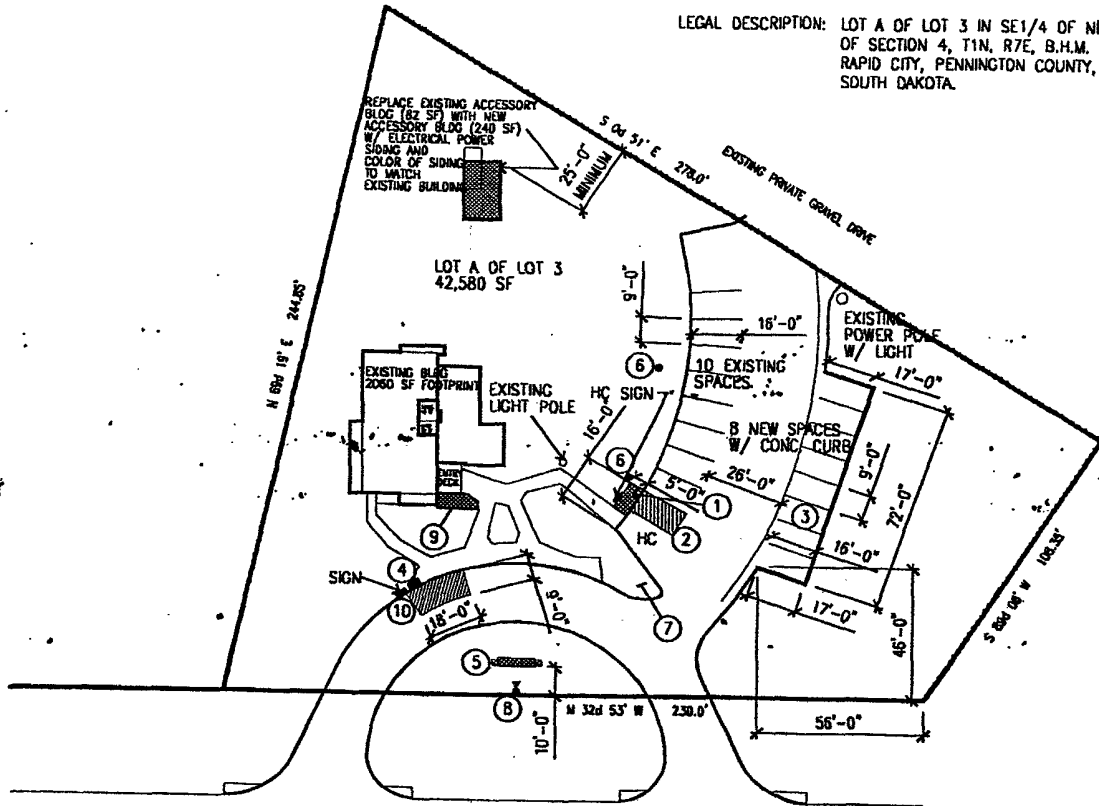 LEGAL DESCRIPTION: LOT A OF LOT 3 IN SE1/4 OF
OF SECTION 4, T1N, R7E, B.H.M.
RAPID CITY, PENNINGTON COUNTY,
SOUTH DAKOTA.
REPLACE EXISTING ACCESSORY
BLDG (82 SF) WITH NEW
ACCESSORY BLDG (240 SF)
W/ ELECTRICAL POWER
SIDING AND
COLOR OF SIDING
TO MATCH
EXISTING BUILDING
S 0d 51' E 278.0'
25'-0"
MINIMUM
EXISTING PRIVATE GRAVEL DRIVE
LOT A OF LOT 3
42,580 SF
N 69d 19' E 244.85'
9'-0"
16'-0"
EXISTING
POWER POLE
W/ LIGHT
17'-0"
6
10 EXISTING
SPACES
EXISTING BLDG
2060 SF FOOTPRINT
EXISTING
LIGHT POLE
HC SIGN
16'-0"
8 NEW SPACES
W/ CONC. CURB
6
5'-0"
26'-0"
9'-0"
72'-0"
1
3
ENTRY
DECK
9
HC
2
16'-0"
SIGN
4
10
18'-0"
9'-0"
7
17'-0"
46'-0"
S 89d 08' W 108.35'
5
8
N 32d 53' W 230.0'
10'-0"
56'-0"